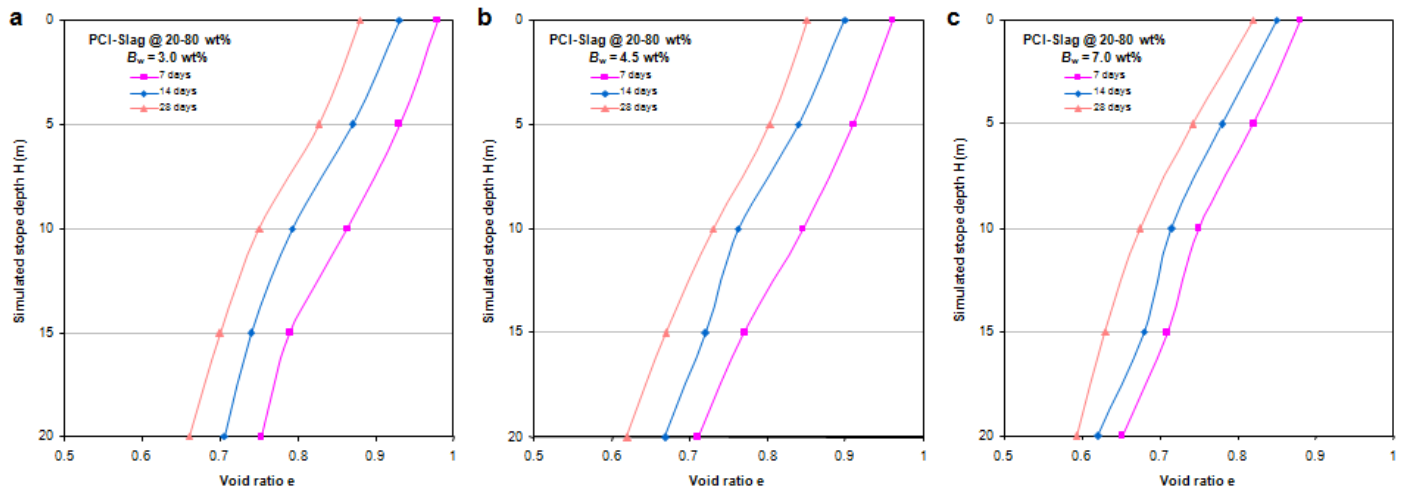 a
PCI-Slag @ 20-80 wt%
Bw = 3.0 wt%
7 days
14 days
28 days
Simulated stope depth H (m)
0
5
10
15
20
0.5 0.6 0.7 0.8 0.9 1
Void ratio e
b
PCI-Slag @ 20-80 wt%
Bw = 4.5 wt%
7 days
14 days
28 days
Simulated stope depth H (m)
0
5
10
15
20
0.5 0.6 0.7 0.8 0.9 1
Void ratio e
c
PCI-Slag @ 20-80 wt%
Bw = 7.0 wt%
7 days
14 days
28 days
Simulated stope depth H (m)
0
5
10
15
20
0.5 0.6 0.7 0.8 0.9 1
Void ratio e